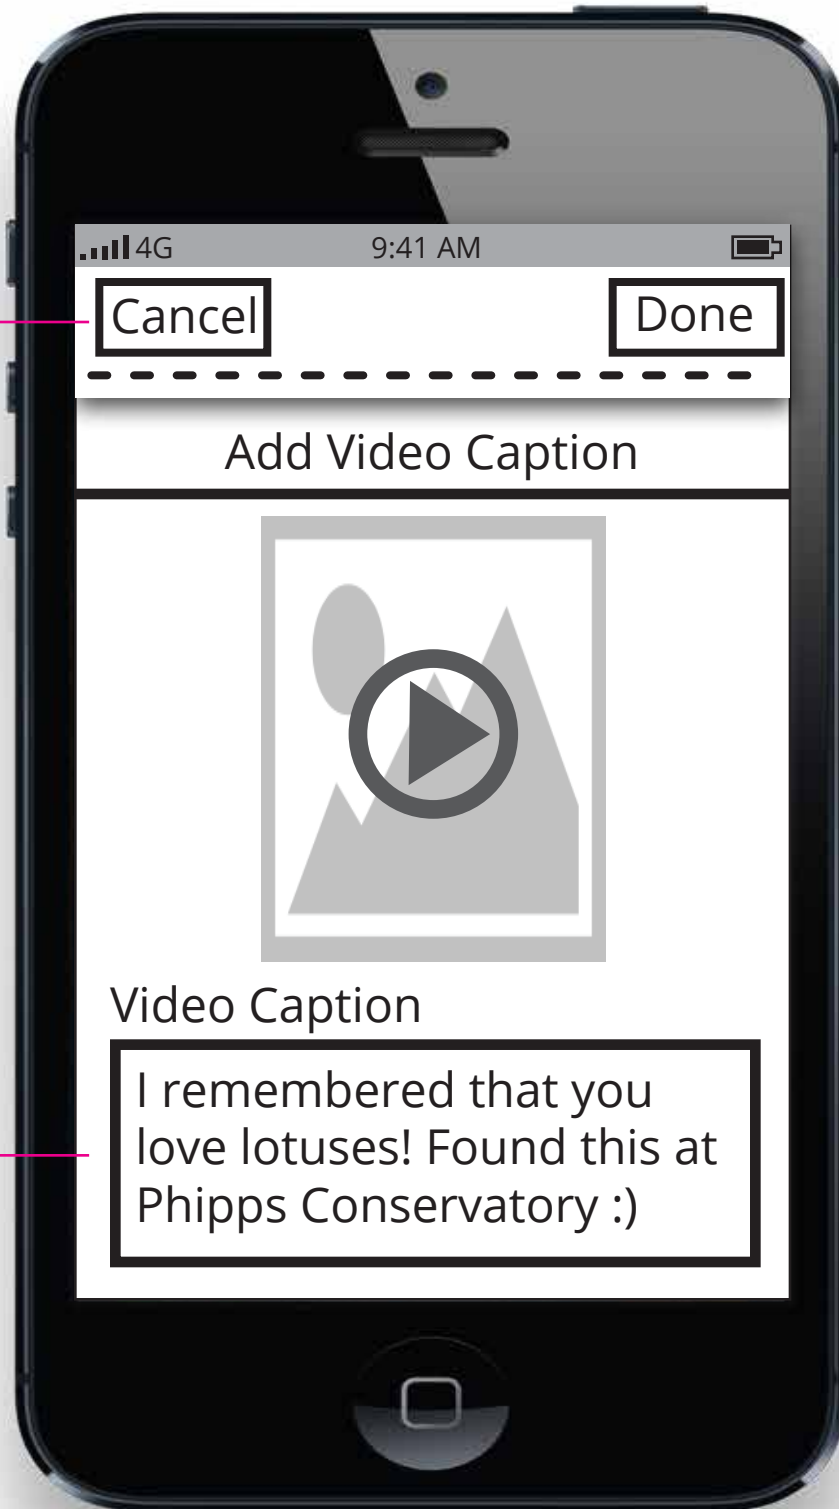 4G 9:41 AM
Cancel Done
Add Video Caption
Video Caption
I remembered that you
love lotuses! Found this at
Phipps Conservatory :)